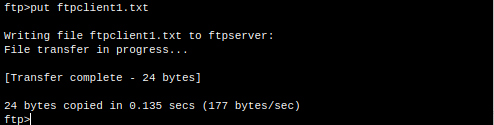 ftp>put ftpclient1.txt
Writing file ftpclient1.txt to ftpserver:
File transfer in progress...
[Transfer complete - 24 bytes]
24 bytes copied in 0.135 secs (177 bytes/sec)
ftp>